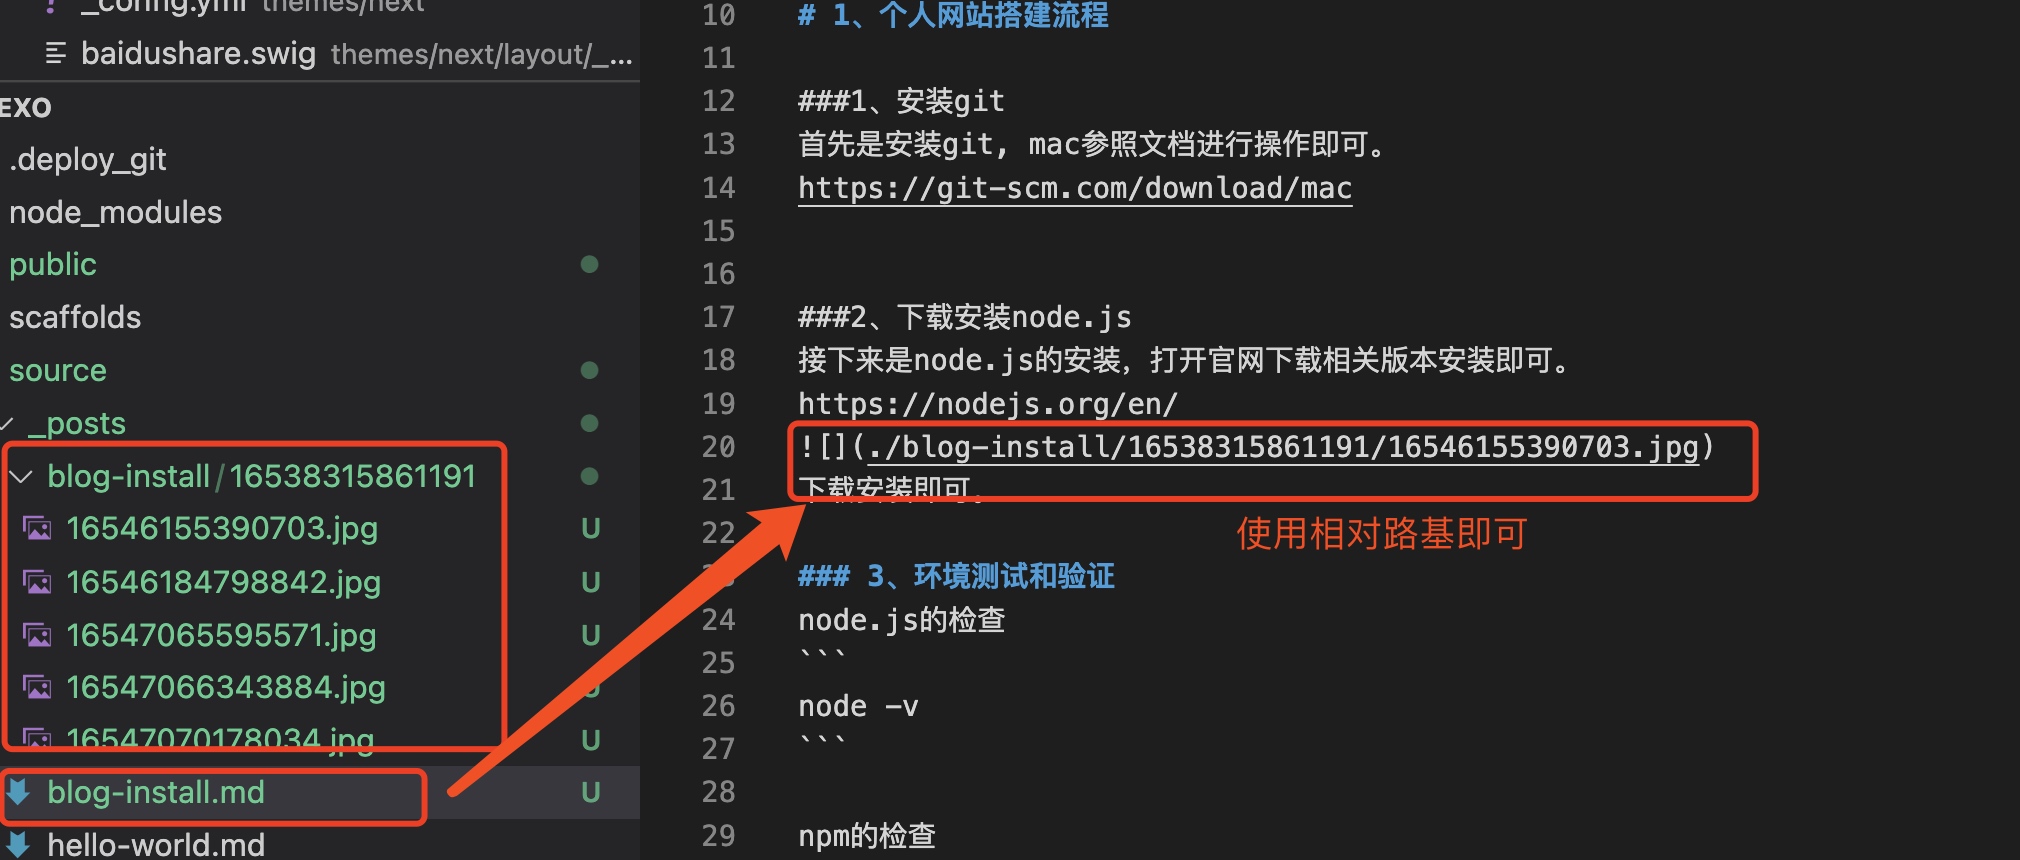 _config.yml themes/next
baidushare.swig themes/next/layout/_...
EXO
.deploy_git
node_modules
public
scaffolds
source
_posts
blog-install/16538315861191
16546155390703.jpg U
16546184798842.jpg U
16547065595571.jpg U
16547066343884.jpg U
16547070178034.jpg U
blog-install.md U
hello-world.md
10 # 1、个人网站搭建流程
11
12 ###1、安装git
13 首先是安装git, mac参照文档进行操作即可。
14 https://git-scm.com/download/mac
15
16
17 ###2、下载安装node.js
18 接下来是node.js的安装，打开官网下载相关版本安装即可。
19 https://nodejs.org/en/
20 ![](./blog-install/16538315861191/16546155390703.jpg)
21 下载安装即可。
22
使用相对路基即可
23 ### 3、环境测试和验证
24 node.js的检查
25 ```
26 node -v
27 ```
28
29 npm的检查